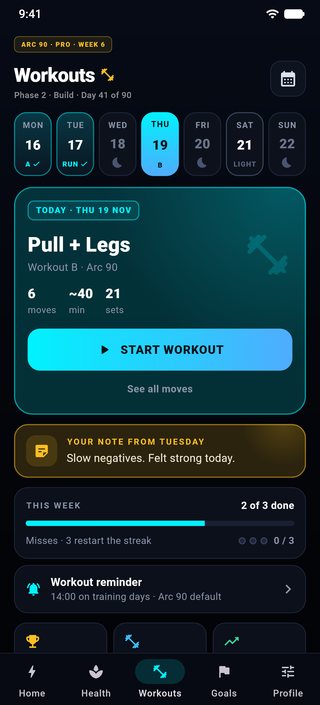 9:41
ARC 90 · PRO · WEEK 6
Workouts
Phase 2 · Build · Day 41 of 90
MON TUE WED THU FRI SAT SUN
16 17 18 19 20 21 22
A RUN B LIGHT
TODAY · THU 19 NOV
Pull + Legs
Workout B · Arc 90
6 ~40 21
moves min sets
START WORKOUT
See all moves
YOUR NOTE FROM TUESDAY
Slow negatives. Felt strong today.
THIS WEEK 2 of 3 done
Misses · 3 restart the streak 0 / 3
Workout reminder
14:00 on training days · Arc 90 default
Home Health Workouts Goals Profile